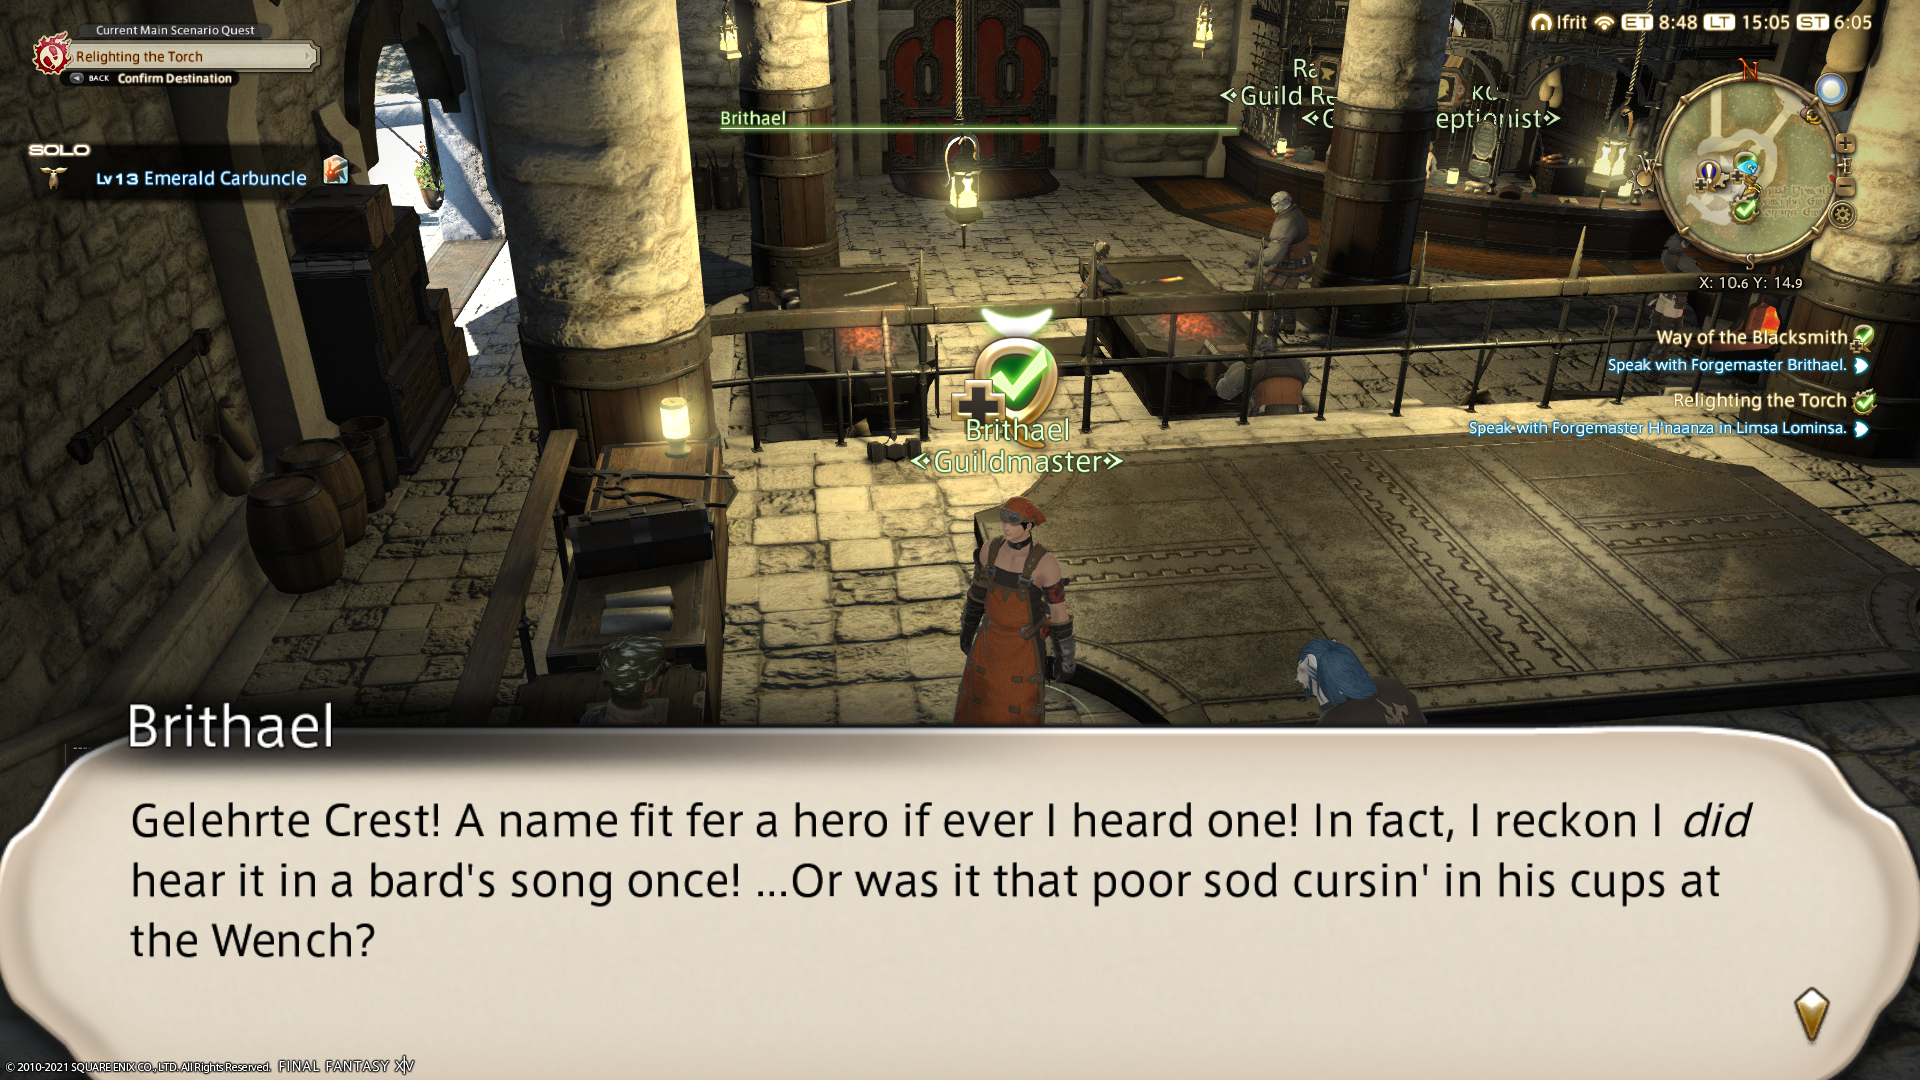 Current Main Scenario Quest
Relighting the Torch
BACK Confirm Destination
Ifrit ET 8:48 LT 15:05 ST 6:05
SOLO
Lv13 Emerald Carbuncle
Brithael
Guild
eptionist
N
S
X: 10.6 Y: 14.9
Way of the Blacksmith
Speak with Forgemaster Brithael.
Relighting the Torch
Speak with Forgemaster H'naanza in Limsa Lominsa.
Brithael
Guildmaster
Brithael
Gelehrte Crest! A name fit fer a hero if ever I heard one! In fact, I reckon I did
hear it in a bard's song once! ...Or was it that poor sod cursin' in his cups at
the Wench?
© 2010-2021 SQUARE ENIX CO., LTD. All Rights Reserved. FINAL FANTASY XIV